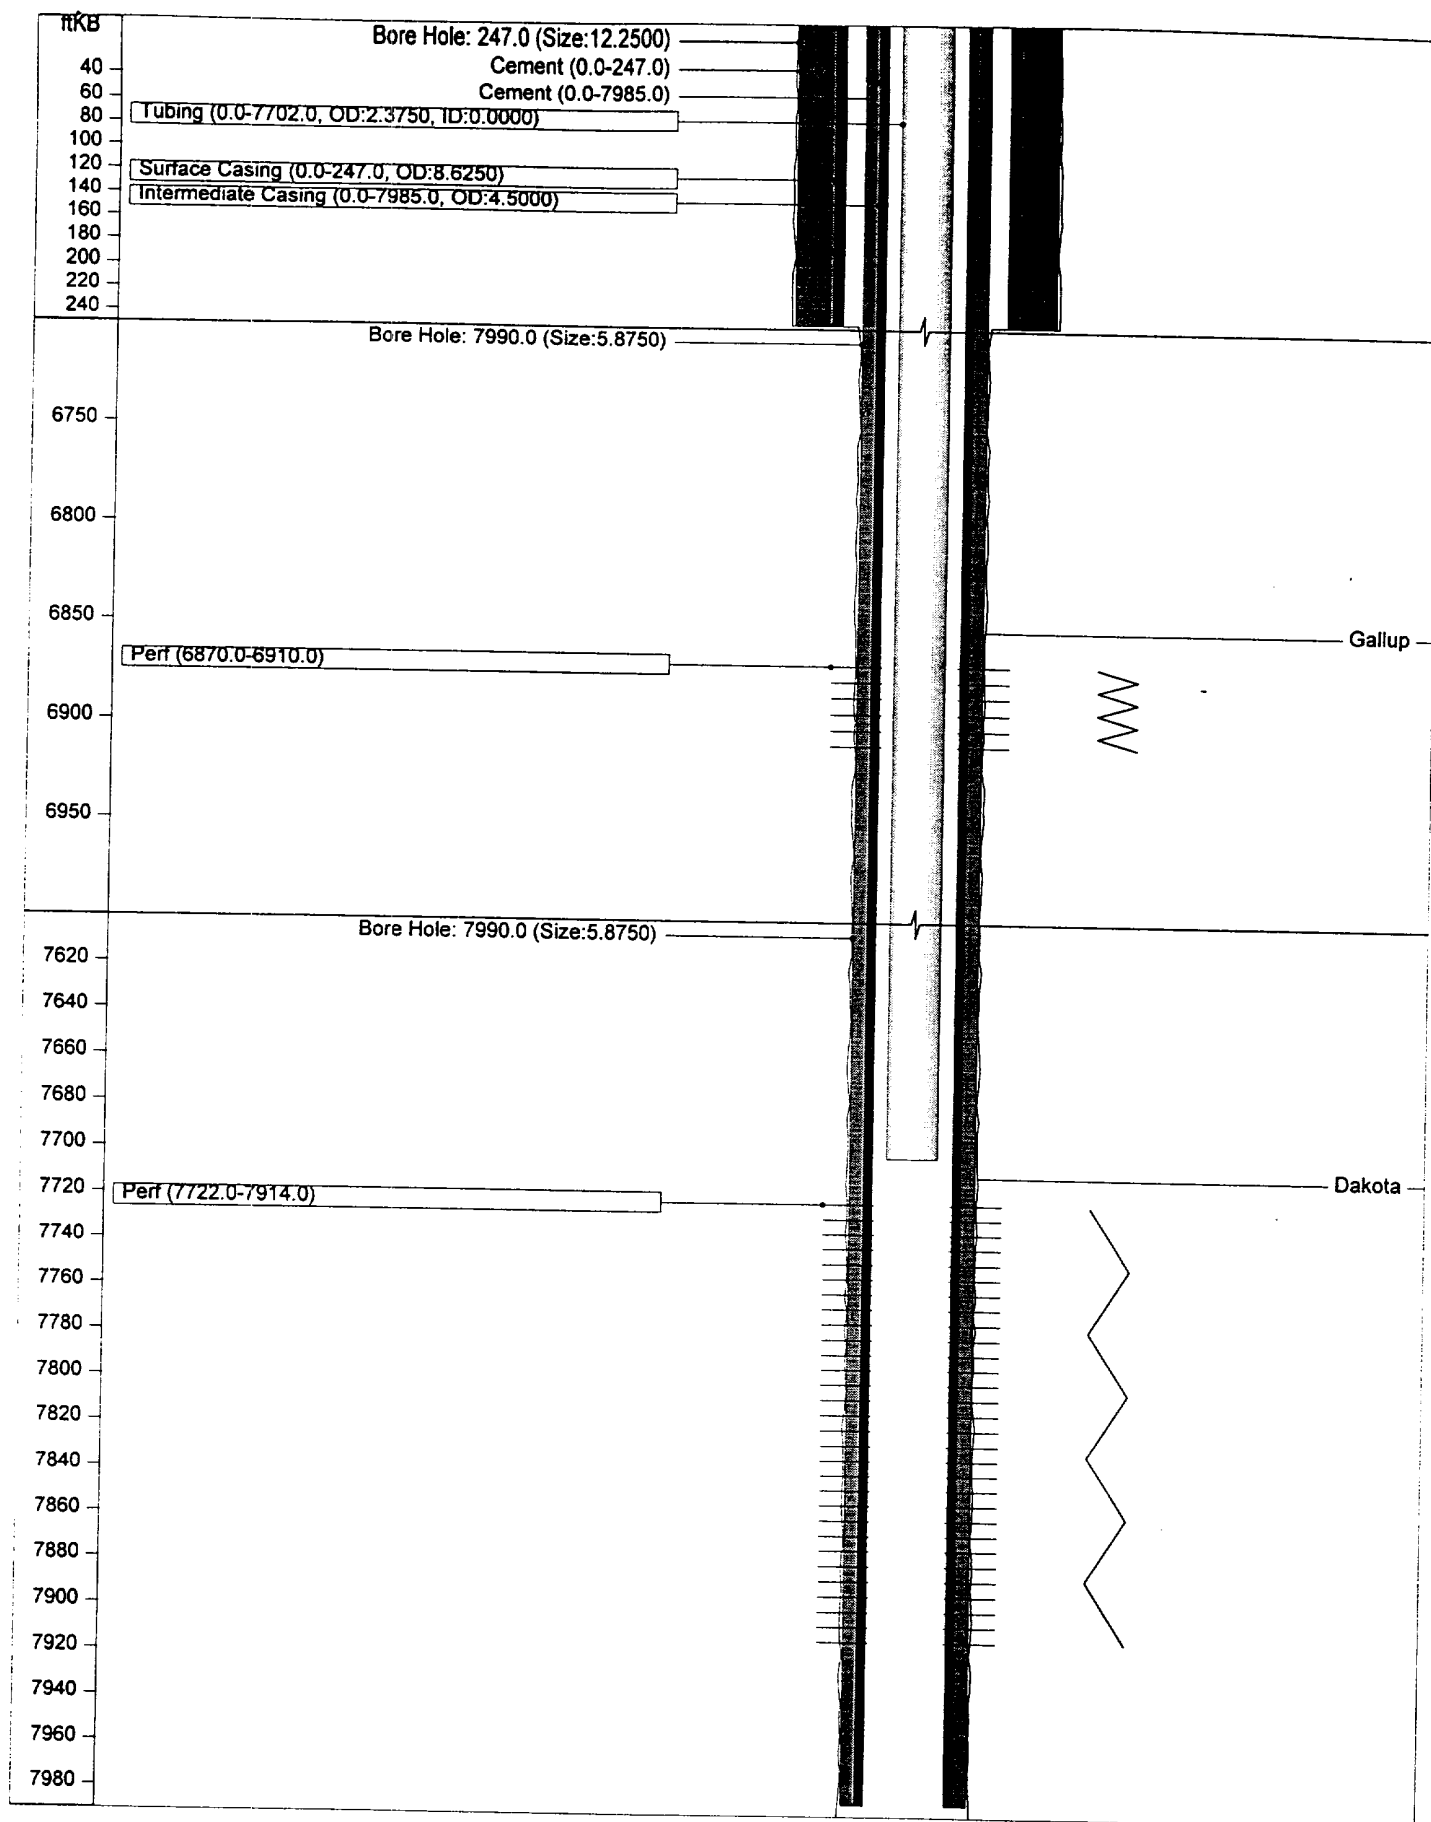 ftKB
Bore Hole: 247.0 (Size:12.2500)
40
Cement (0.0-247.0)
60
Cement (0.0-7985.0)
80
Tubing (0.0-7702.0, OD:2.3750, ID:0.0000)
100
120
Surface Casing (0.0-247.0, OD:8.6250)
140
Intermediate Casing (0.0-7985.0, OD:4.5000)
160
180
200
220
240
Bore Hole: 7990.0 (Size:5.8750)
6750
6800
6850
Gallup
Perf (6870.0-6910.0)
6900
6950
Bore Hole: 7990.0 (Size:5.8750)
7620
7640
7660
7680
7700
7720
Perf (7722.0-7914.0)
Dakota
7740
7760
7780
7800
7820
7840
7860
7880
7900
7920
7940
7960
7980